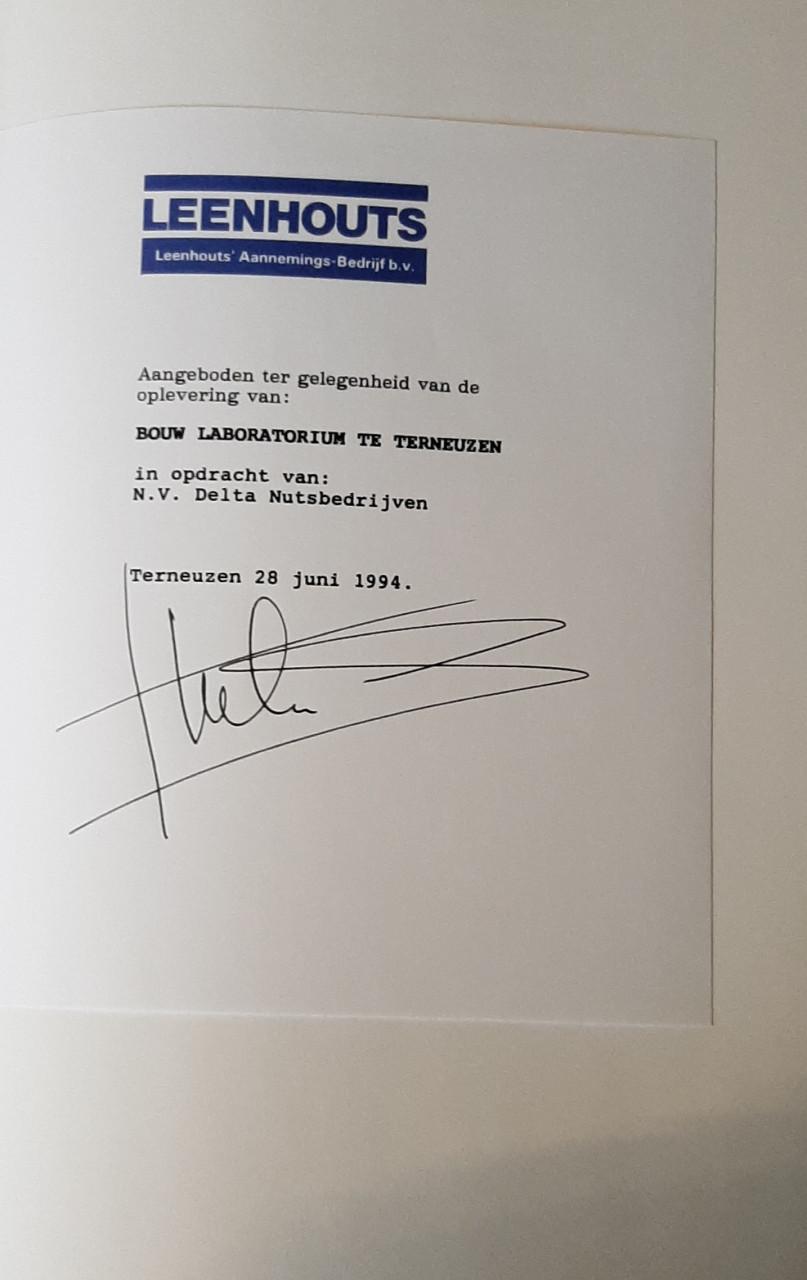 LEENHOUTS
Leenhouts' Aannemings-Bedrijf b.v.
Aangeboden ter gelegenheid van de
oplevering van:
BOUW LABORATORIUM TE TERNEUZEN
in opdracht van:
N.V. Delta Nutsbedrijven
Terneuzen 28 juni 1994.